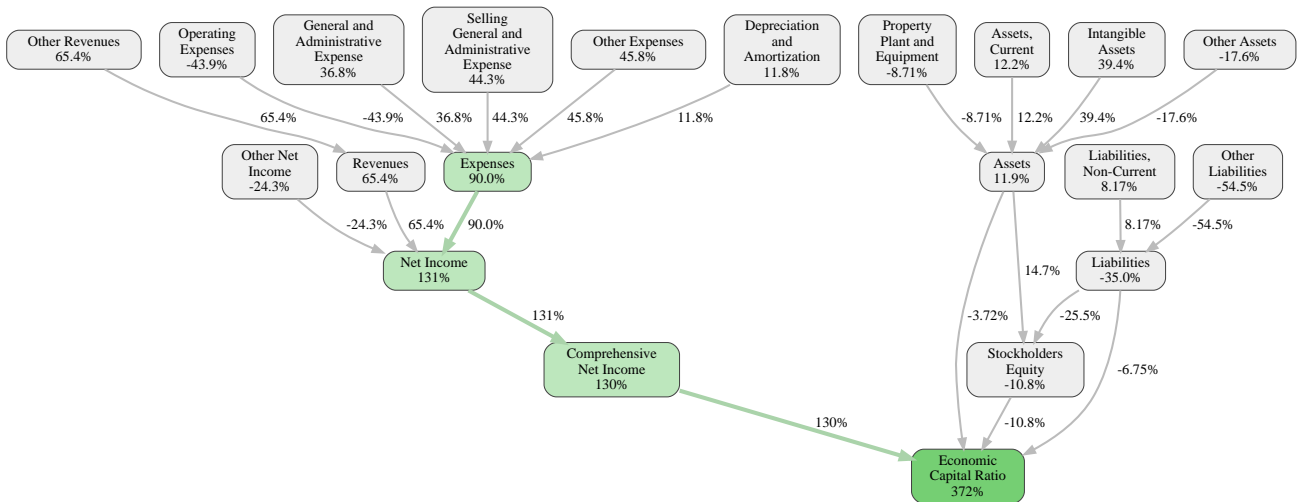 Other Revenues
65.4%
Operating
Expenses
-43.9%
General and
Administrative
Expense
36.8%
Selling
General and
Administrative
Expense
44.3%
Other Expenses
45.8%
Depreciation
and
Amortization
11.8%
Property
Plant and
Equipment
-8.71%
Assets,
Current
12.2%
Intangible
Assets
39.4%
Other Assets
-17.6%
65.4%
-43.9%
36.8%
44.3%
45.8%
11.8%
-8.71%
12.2%
39.4%
-17.6%
Other Net
Income
-24.3%
Revenues
65.4%
Expenses
90.0%
Assets
11.9%
Liabilities,
Non-Current
8.17%
Other
Liabilities
-54.5%
-24.3%
65.4%
90.0%
8.17%
-54.5%
Net Income
131%
14.7%
Liabilities
-35.0%
131%
-3.72%
-25.5%
Comprehensive
Net Income
130%
Stockholders
Equity
-10.8%
-6.75%
130%
-10.8%
Economic
Capital Ratio
372%